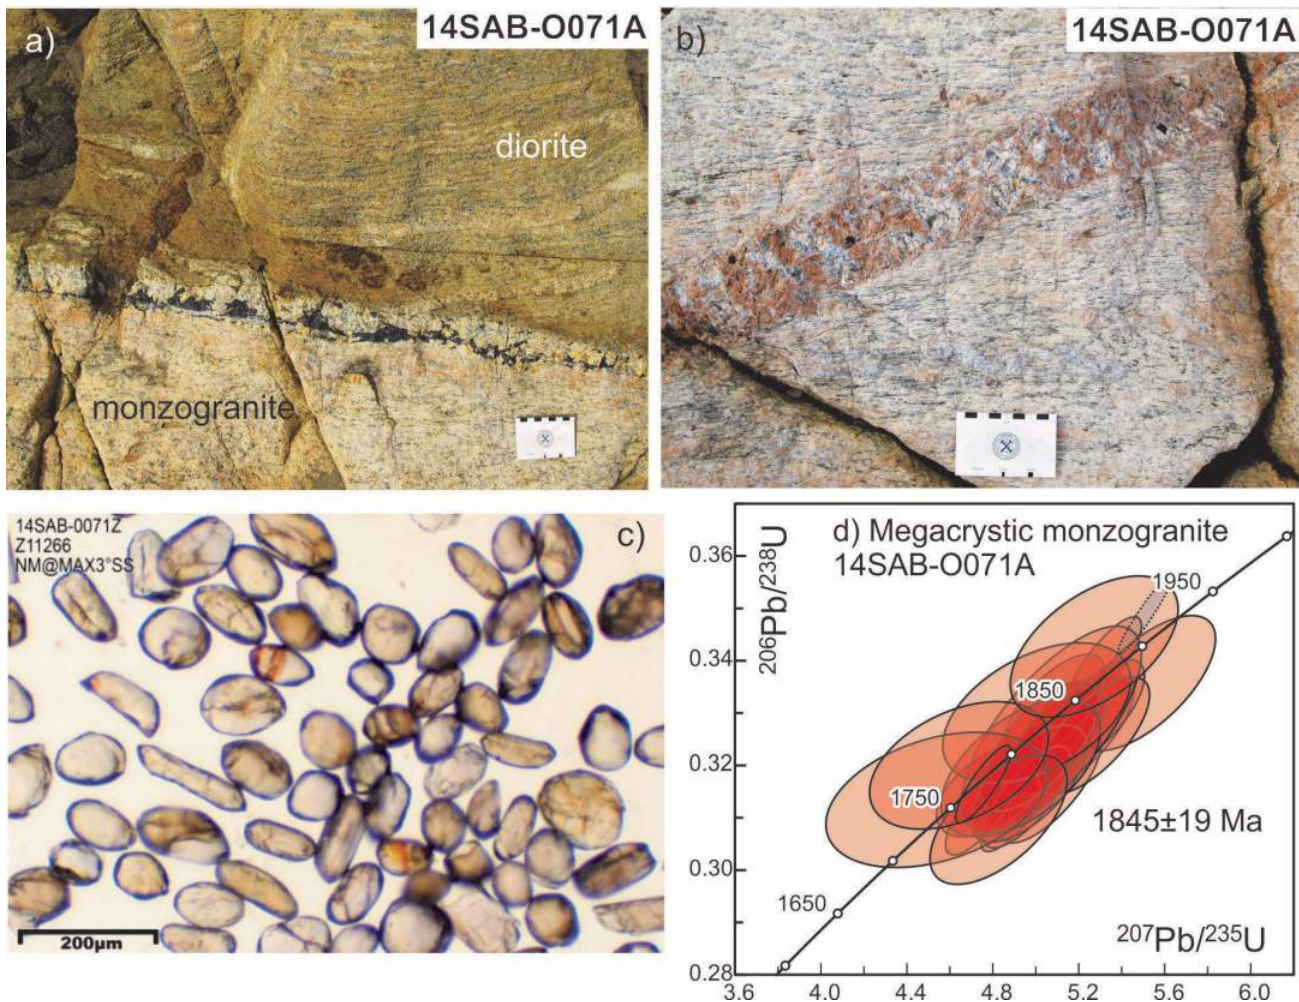 a)
14SAB-O071A
diorite
monzogranite
b)
14SAB-O071A
14SAB-0071Z
Z11266
NM@MAX3°SS
c)
200µm
d) Megacrystic monzogranite
14SAB-O071A
²⁰⁶Pb/²³⁸U
0.36
0.34
0.32
0.30
0.28
1950
1850
1750
1650
1845±19 Ma
²⁰⁷Pb/²³⁵U
3.6 4.0 4.4 4.8 5.2 5.6 6.0